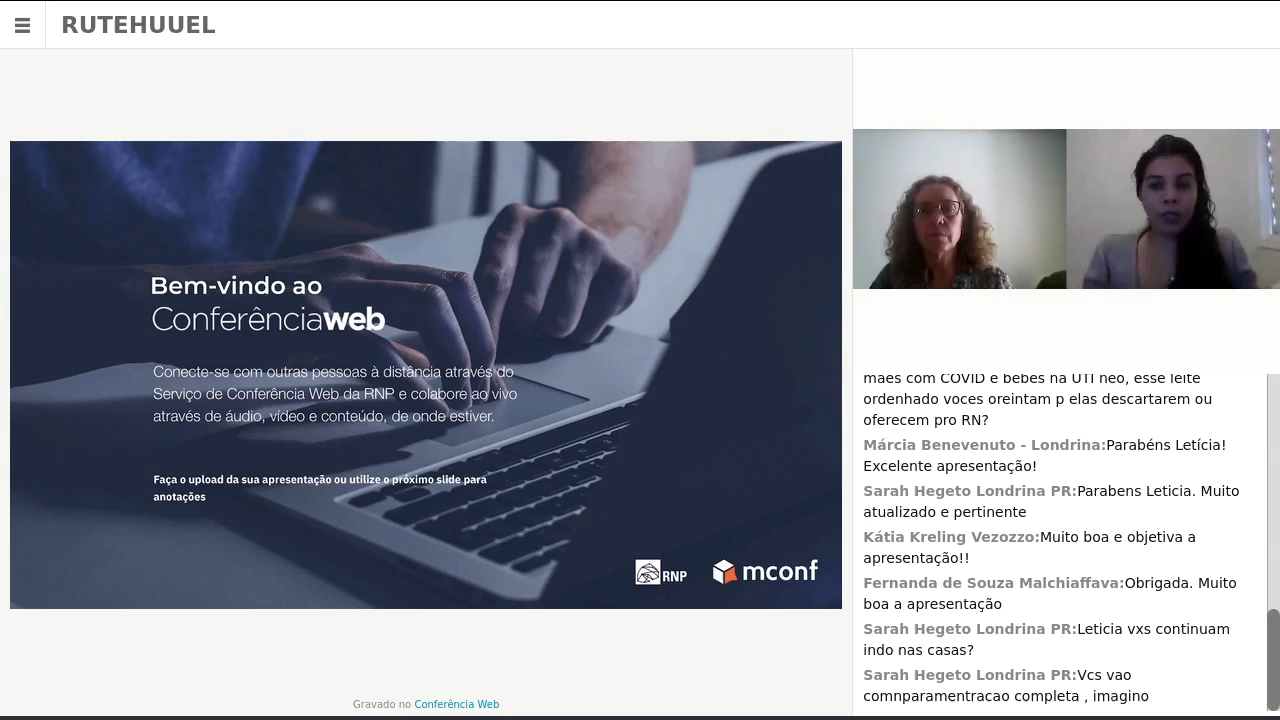 RUTEHUUEL
Bem-vindo ao
Conferênciaweb
Conecte-se com outras pessoas à distância através do
Serviço de Conferência Web da RNP e colabore ao vivo
através de áudio, vídeo e conteúdo, de onde estiver.
Faça o upload da sua apresentação ou utilize o próximo slide para
anotações
RNP
mconf
Gravado no Conferência Web
mães com COVID e bebes na UTI neo, esse leite
ordenhado voces oreintam p elas descartarem ou
oferecem pro RN?
Márcia Benevenuto - Londrina:Parabéns Letícia!
Excelente apresentação!
Sarah Hegeto Londrina PR:Parabens Leticia. Muito
atualizado e pertinente
Kátia Kreling Vezozzo:Muito boa e objetiva a
apresentação!!
Fernanda de Souza Malchiaffava:Obrigada. Muito
boa a apresentação
Sarah Hegeto Londrina PR:Leticia vxs continuam
indo nas casas?
Sarah Hegeto Londrina PR:Vcs vao
comnparamentracao completa , imagino